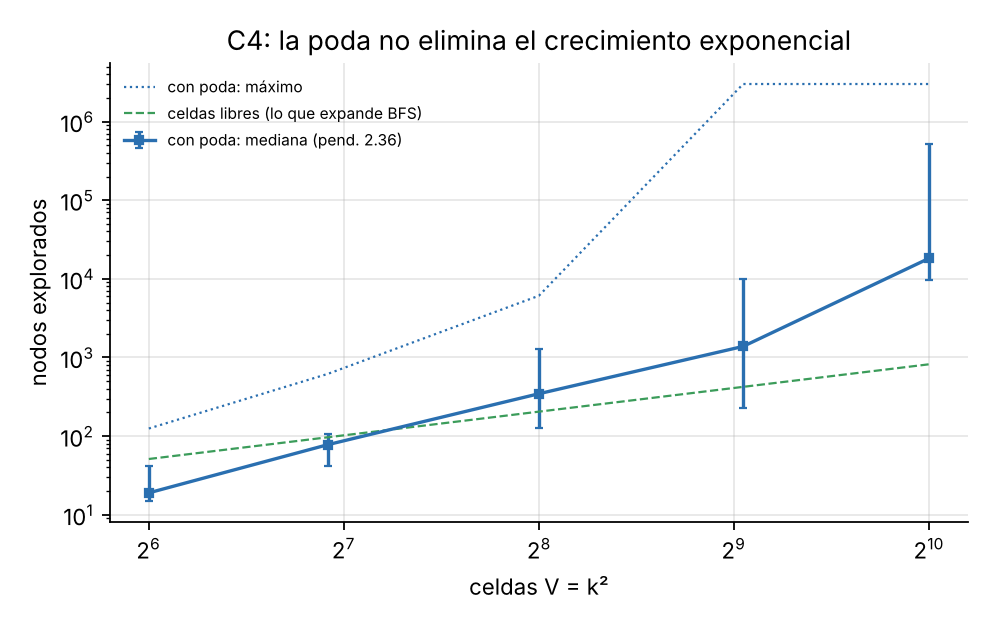 C4: la poda no elimina el crecimiento exponencial
con poda: máximo
celdas libres (lo que expande BFS)
con poda: mediana (pend. 2.36)
nodos explorados
10⁶
10⁵
10⁴
10³
10²
10¹
2⁶ 2⁷ 2⁸ 2⁹ 2¹⁰
celdas V = k²